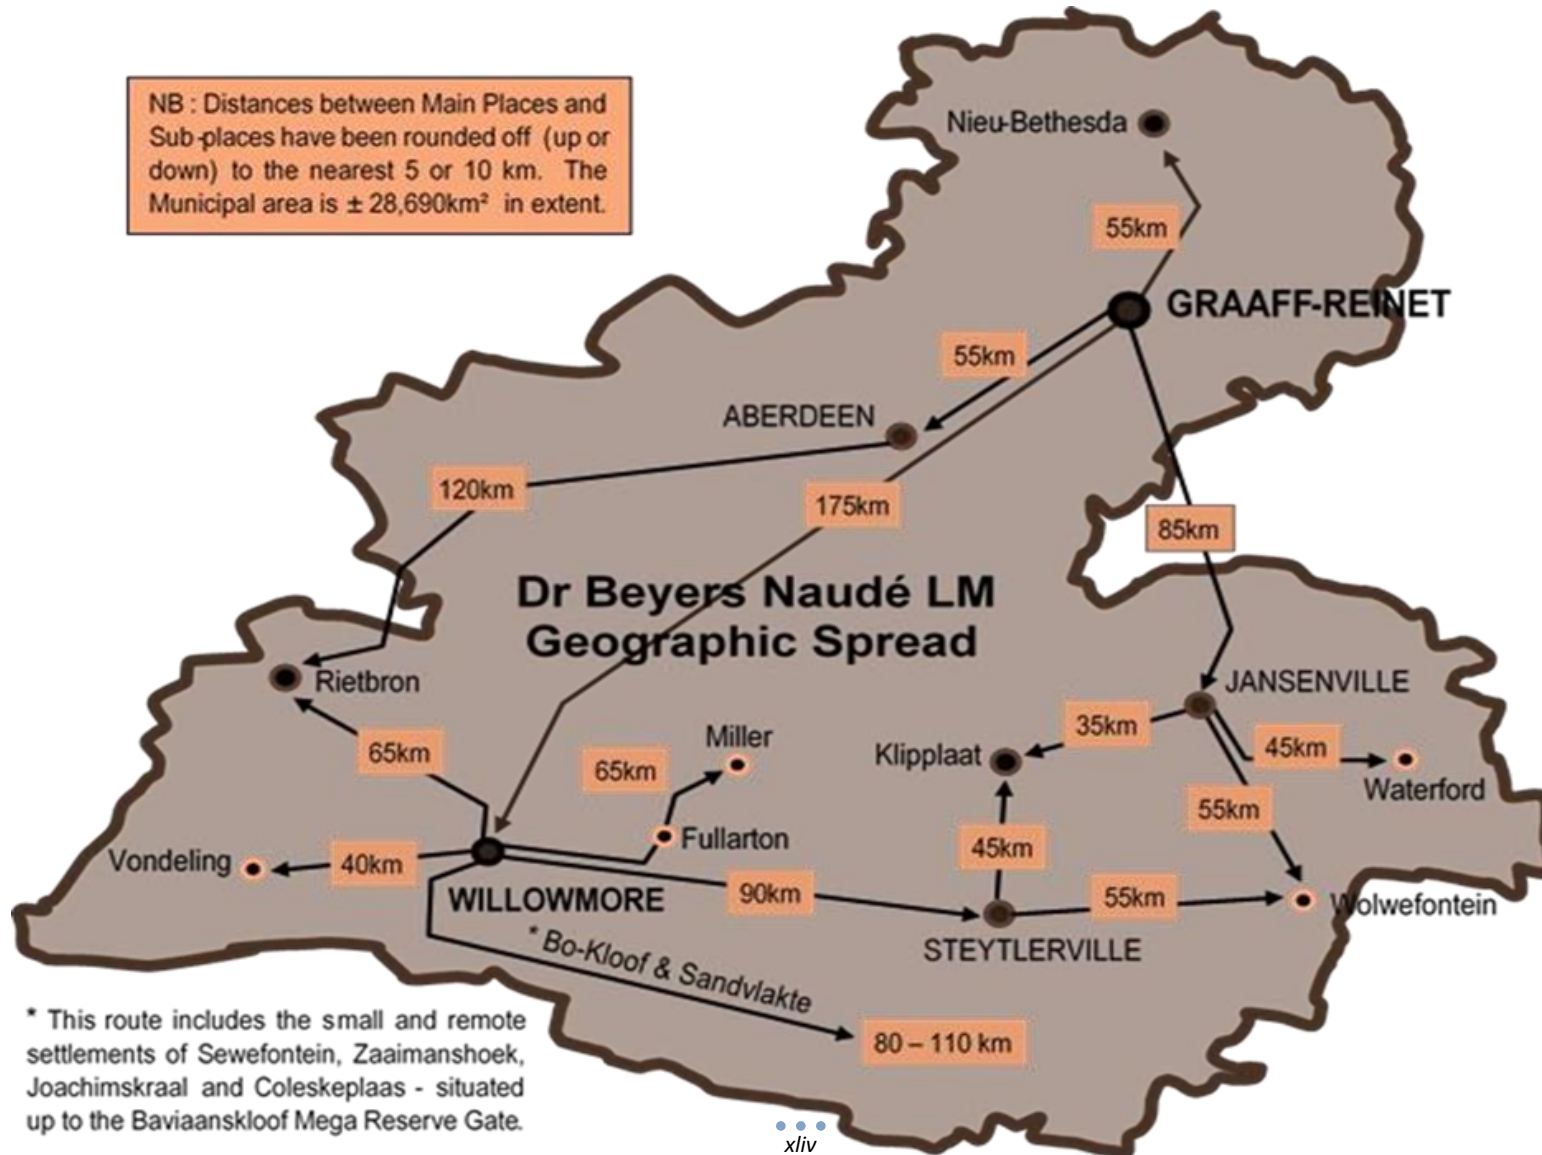 NB : Distances between Main Places and
Sub-places have been rounded off (up or
down) to the nearest 5 or 10 km. The
Municipal area is ± 28,690km² in extent.
Nieu-Bethesda
55km
GRAAFF-REINET
55km
ABERDEEN
120km
175km
85km
Dr Beyers Naudé LM
Geographic Spread
Rietbron
JANSENVILLE
65km
Miller
65km
Klipplaat
35km
45km
Waterford
55km
Fullarton
45km
Vondeling
40km
WILLOWMORE
90km
55km
Wolwefontein
STEYTLERVILLE
* Bo-Kloof & Sandvlakte
80 – 110 km
* This route includes the small and remote
settlements of Sewefontein, Zaaimanshoek,
Joachimskraal and Coleskeplaas - situated
up to the Baviaanskloof Mega Reserve Gate.
xliv